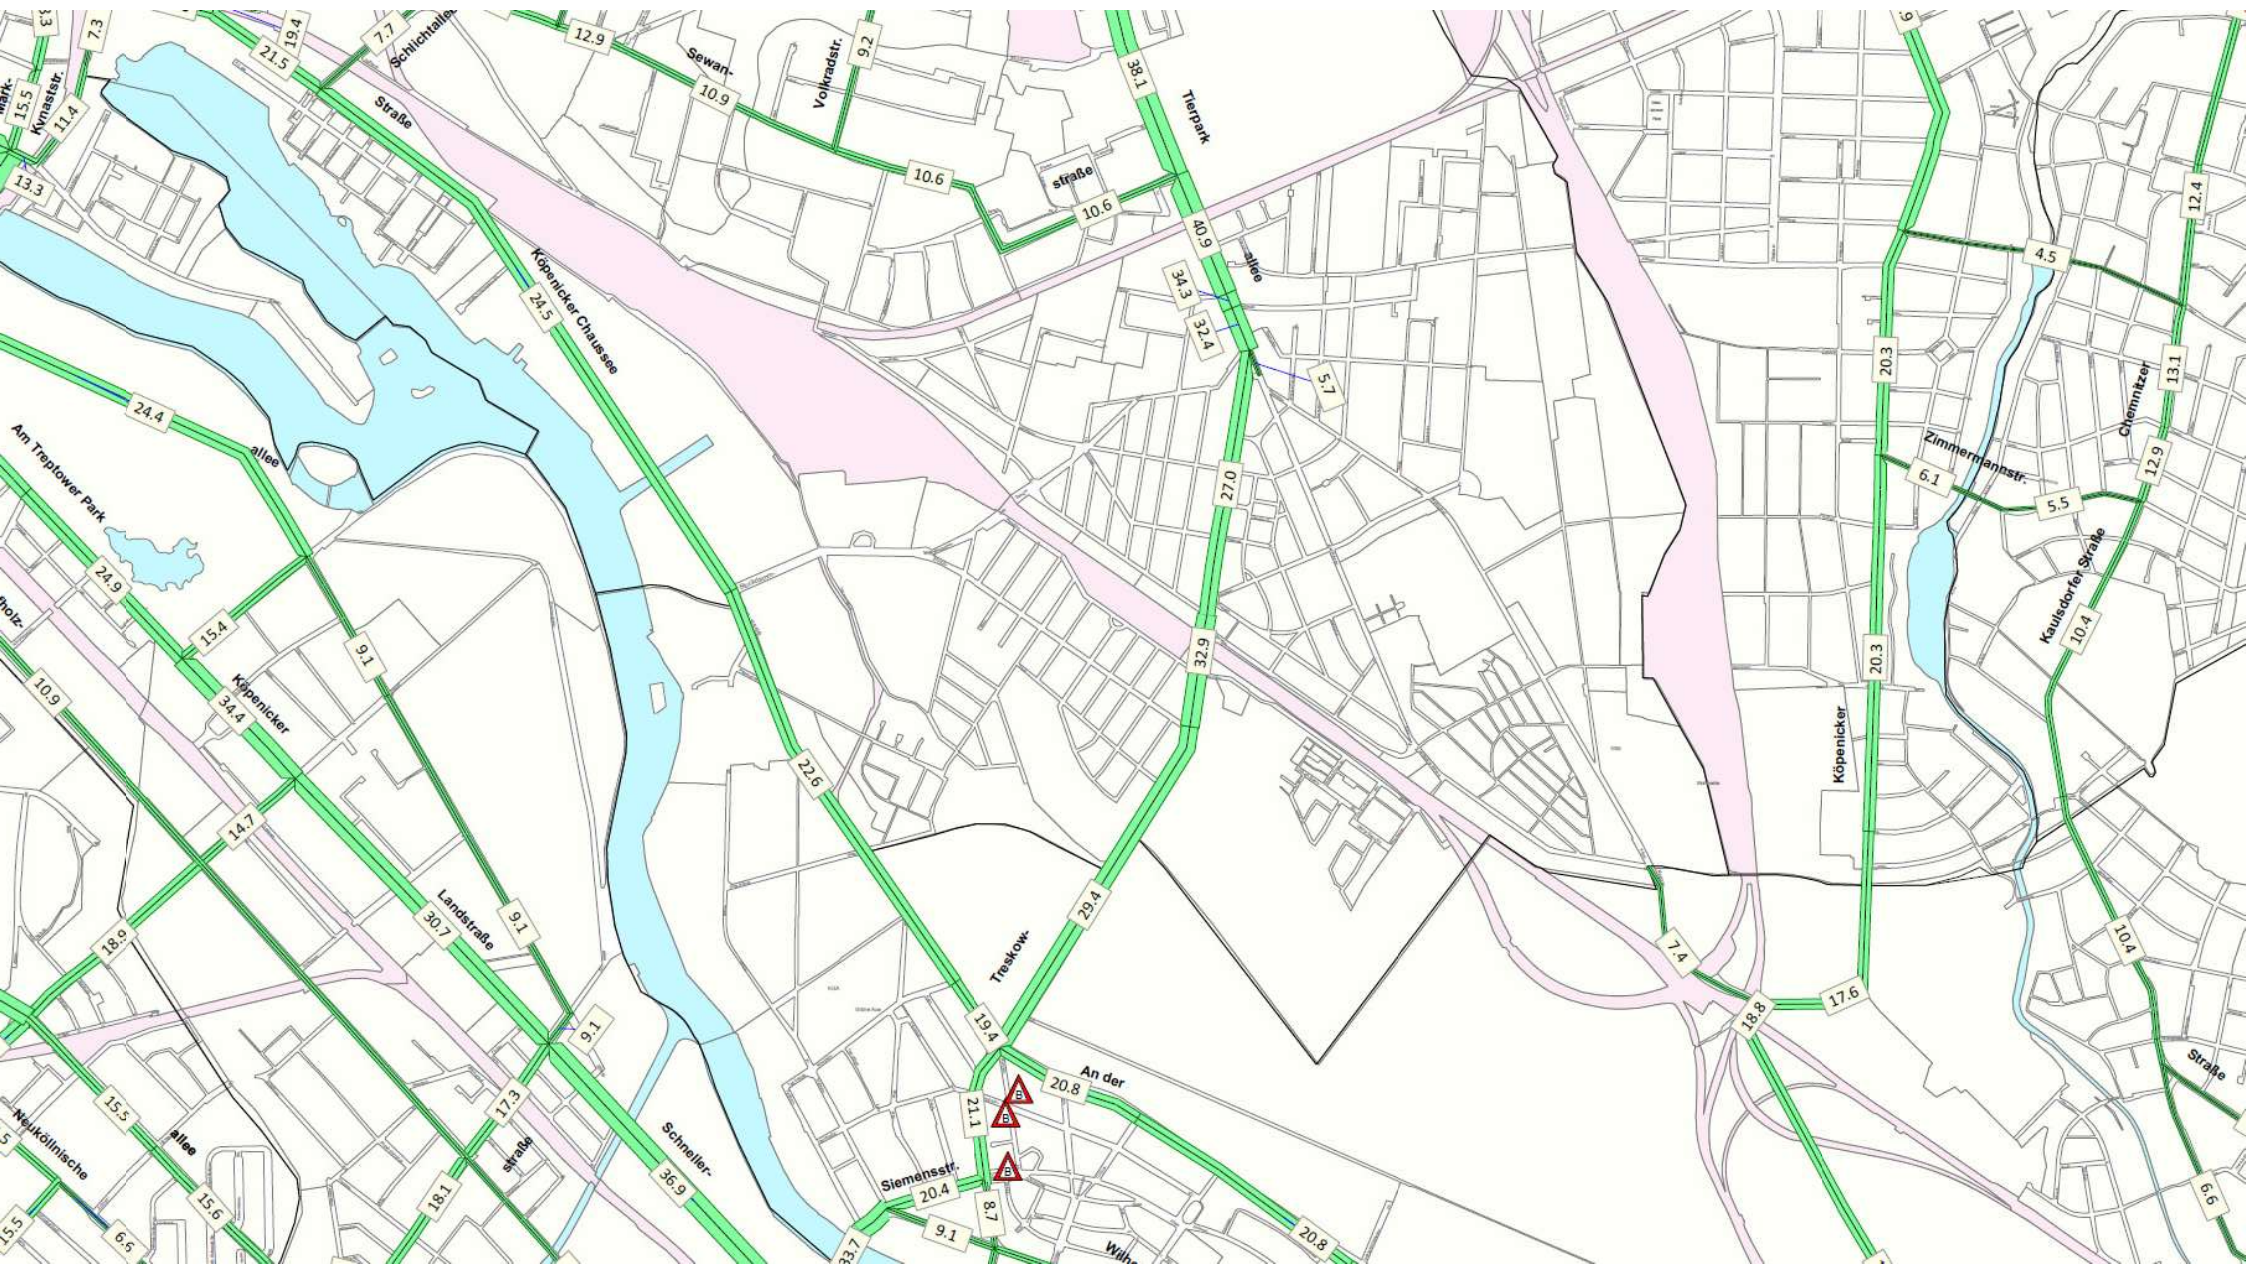 7.3
19.4
7.7
Schlichtallee
12.9
9.2
21.5
Sewan-
Volkradstr.
38.1
15.5
Kynaststr.
11.4
Straße
10.9
Tierpark
13.3
10.6
straße
10.6
12.4
40.9
allee
4.5
Köpenicker Chaussee
24.5
34.3
32.4
5.7
20.3
13.1
Chemnitzer
24.4
allee
Am Treptower Park
27.0
Zimmermannstr.
6.1
12.9
5.5
24.9
Kaulsdorfer Straße
10.4
15.4
9.1
32.9
20.3
10.9
Köpenicker
34.4
Köpenicker
22.6
14.7
29.4
Landstraße
30.7
9.1
18.9
Treskow-
7.4
10.4
17.6
18.8
19.4
9.1
Straße
An der
20.8
17.3
15.5
21.1
B
B
B
Neuköllnische
allee
straße
Schneller-
36.9
Siemensstr.
20.4
8.7
18.1
15.6
15.5
6.6
9.1
33.7
20.8
6.6